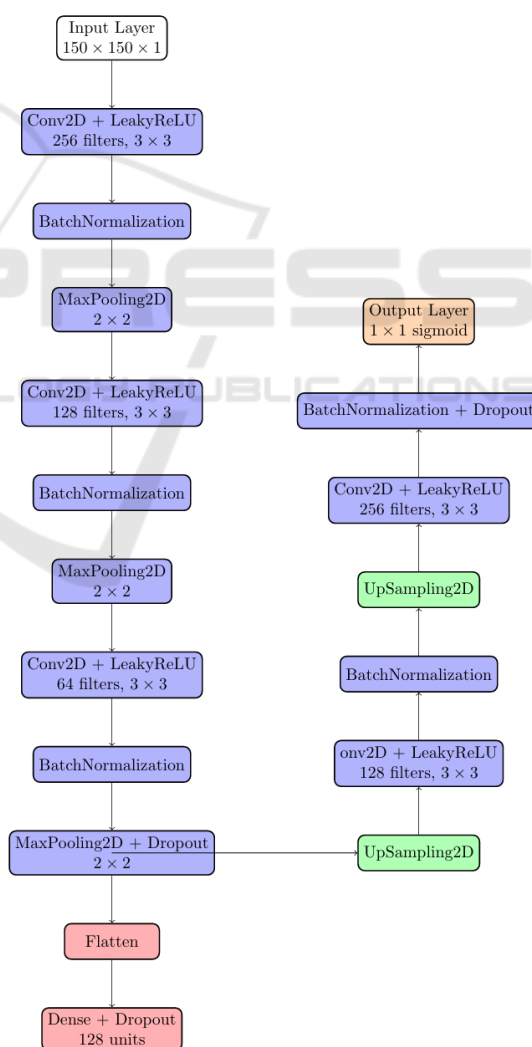 Input Layer
150 × 150 × 1
Conv2D + LeakyReLU
256 filters, 3 × 3
BatchNormalization
MaxPooling2D
2 × 2
Conv2D + LeakyReLU
128 filters, 3 × 3
BatchNormalization
MaxPooling2D
2 × 2
Conv2D + LeakyReLU
64 filters, 3 × 3
BatchNormalization
MaxPooling2D + Dropout
2 × 2
Flatten
Dense + Dropout
128 units
Output Layer
1 × 1 sigmoid
BatchNormalization + Dropout
Conv2D + LeakyReLU
256 filters, 3 × 3
UpSampling2D
BatchNormalization
onv2D + LeakyReLU
128 filters, 3 × 3
UpSampling2D
PRESS
PUBLICATIONS